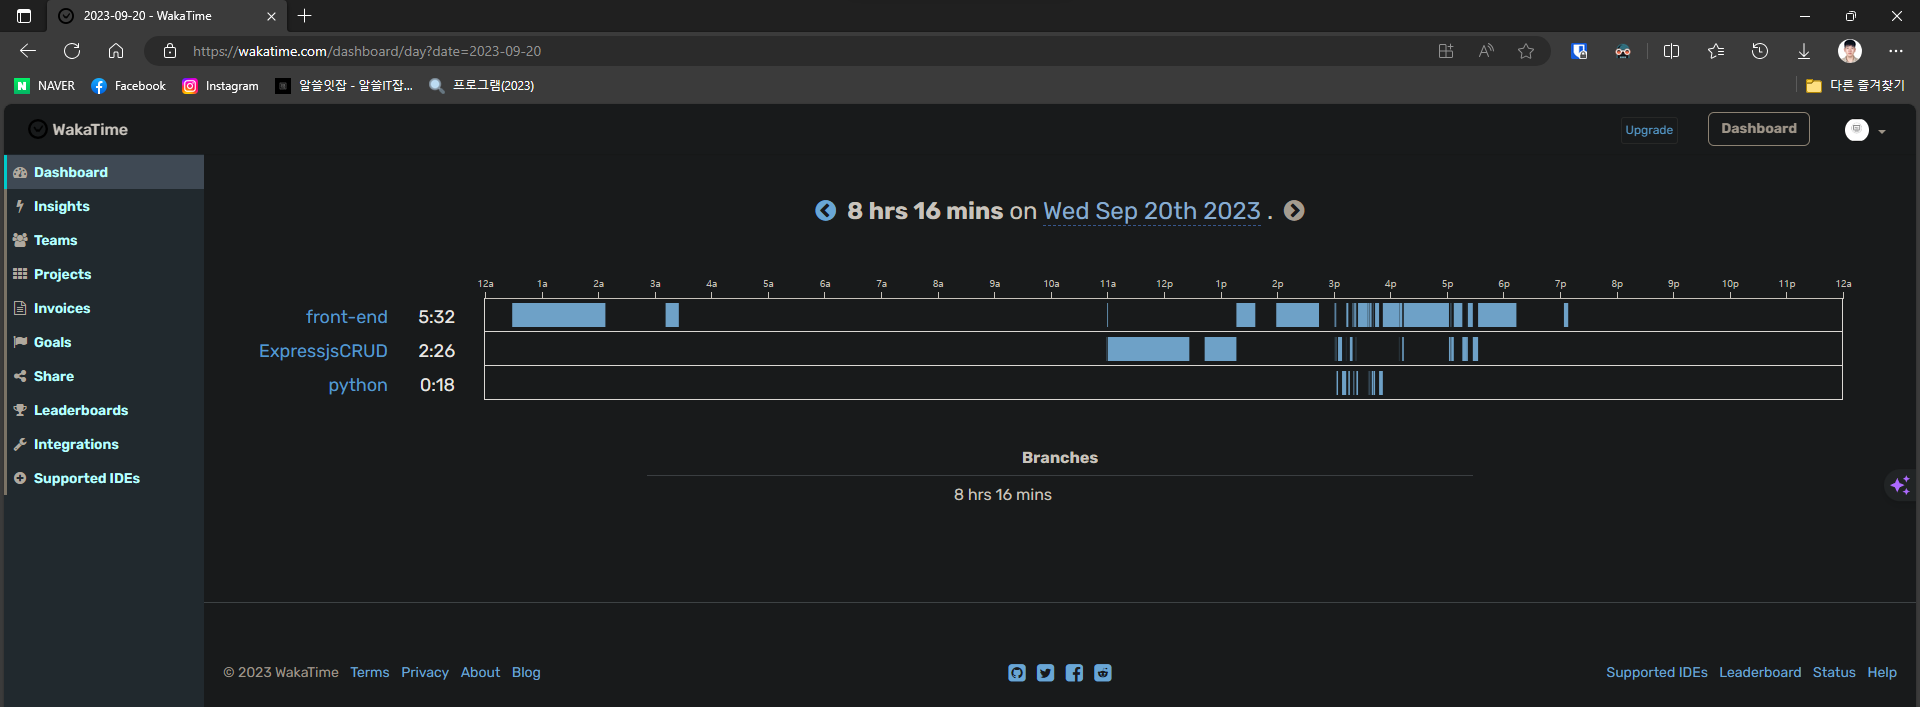 2023-09-20 - WakaTime
https://wakatime.com/dashboard/day?date=2023-09-20
NAVER Facebook Instagram 알쓸잇잡 - 알쓸IT잡... 프로그램(2023) 다른 즐겨찾기
WakaTime Upgrade Dashboard
Dashboard
Insights
Teams
Projects
Invoices
Goals
Share
Leaderboards
Integrations
Supported IDEs
8 hrs 16 mins on Wed Sep 20th 2023 .
12a 1a 2a 3a 4a 5a 6a 7a 8a 9a 10a 11a 12p 1p 2p 3p 4p 5p 6p 7p 8p 9p 10p 11p 12a
front-end 5:32
ExpressjsCRUD 2:26
python 0:18
Branches
8 hrs 16 mins
© 2023 WakaTime Terms Privacy About Blog Supported IDEs Leaderboard Status Help